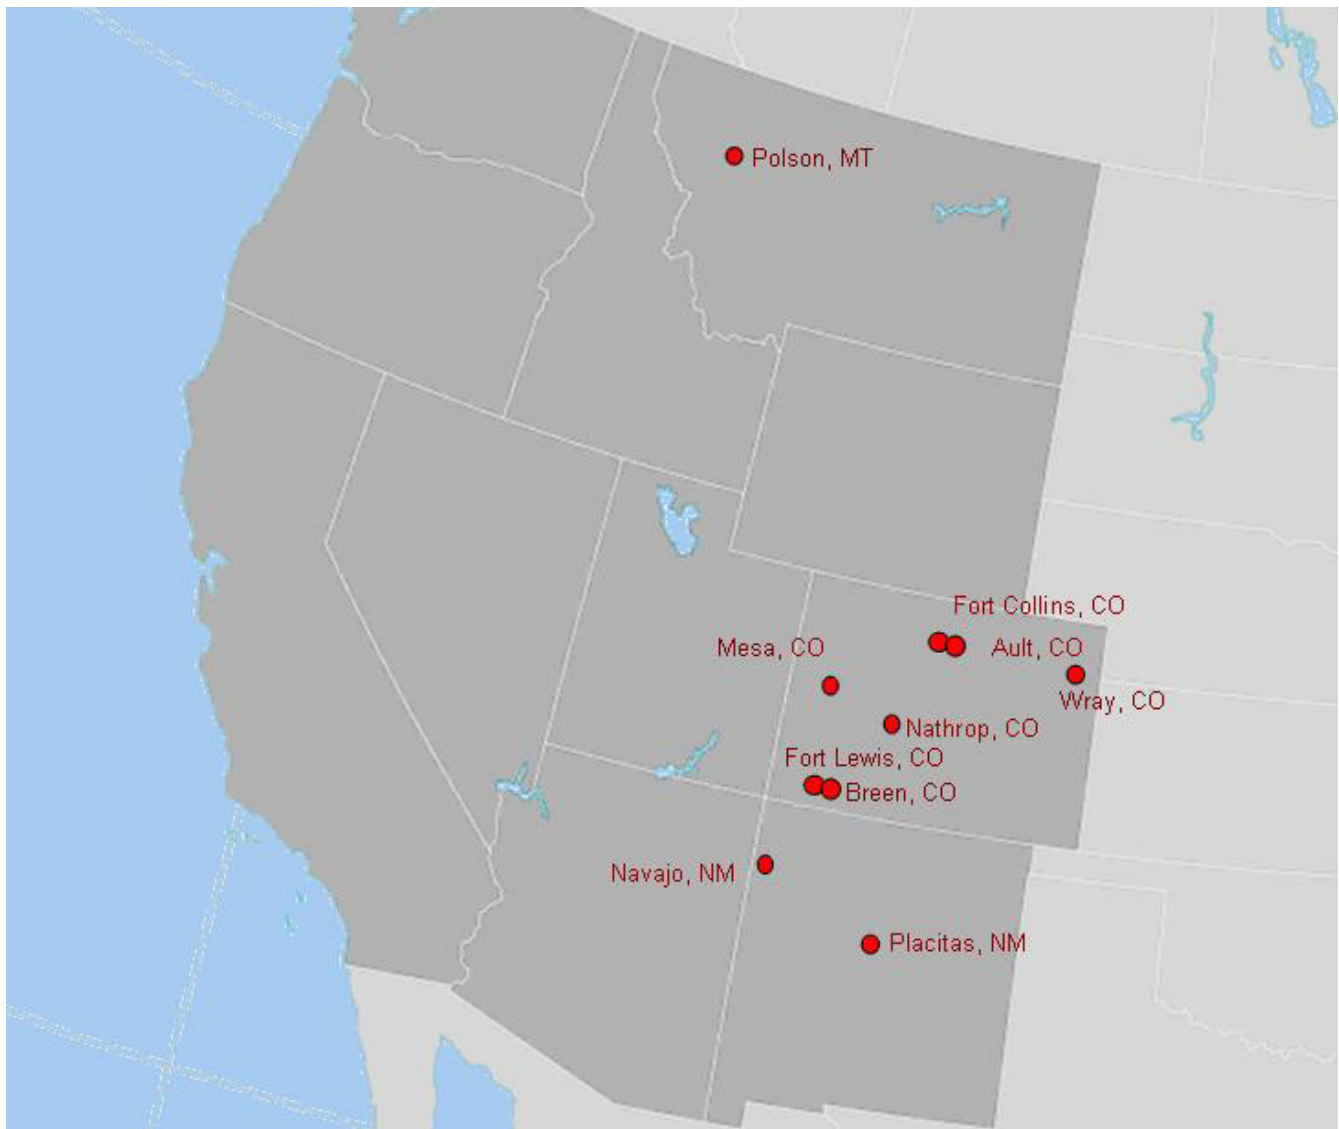 Polson, MT
Fort Collins, CO
Mesa, CO
Ault, CO
Wray, CO
Nathrop, CO
Fort Lewis, CO
Breen, CO
Navajo, NM
Placitas, NM